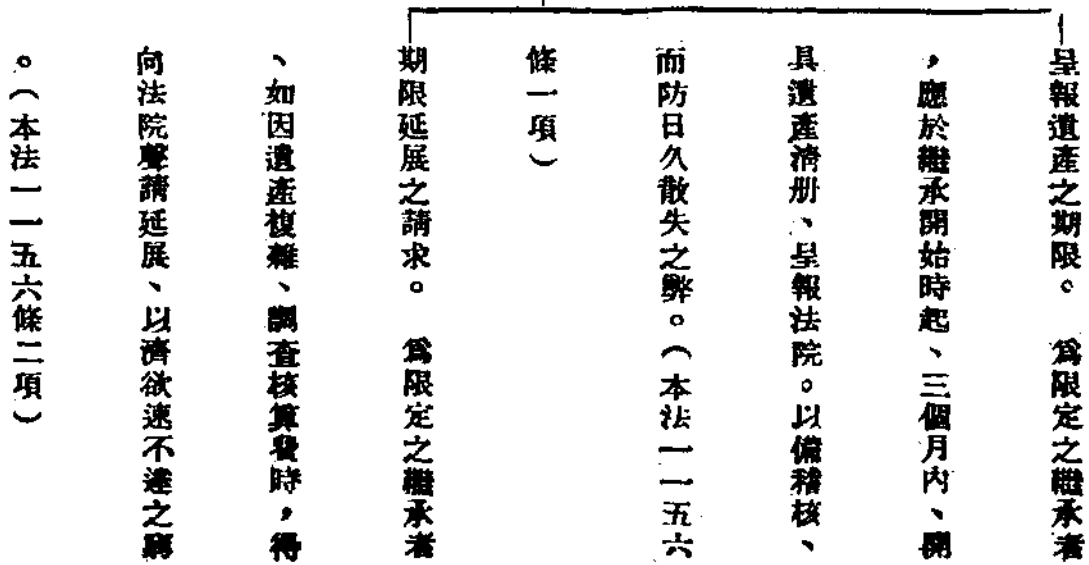 呈報遺產之期限。　爲限定之繼承者
，應於繼承開始時起、三個月內、開
具遺產淸册、呈報法院。以備稽核、
而防日久散失之弊。（本法一一五六
條一項）
期限延展之請求。　爲限定之繼承者
、如因遺產複雜、調查核算費時，得
向法院聲請延展、以濟欲速不達之窮
。（本法一一五六條二項）